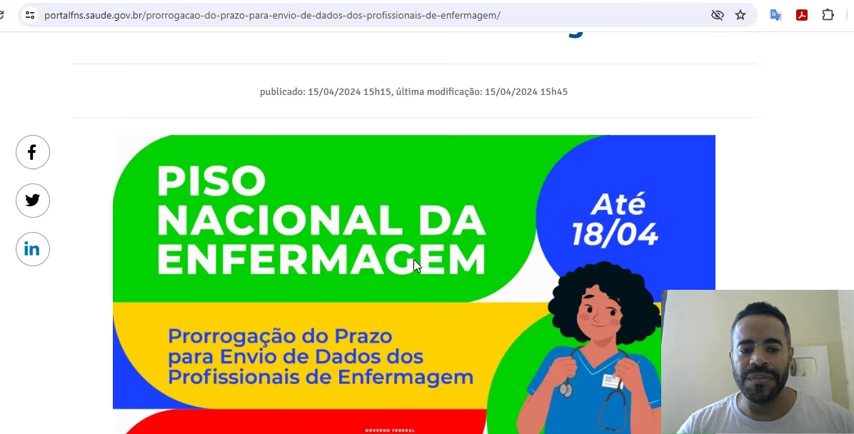 portalfns.saude.gov.br/prorrogacao-do-prazo-para-envio-de-dados-dos-profissionais-de-enfermagem/
publicado: 15/04/2024 15h15, última modificação: 15/04/2024 15h45
PISO
NACIONAL DA
ENFERMAGEM
Até
18/04
Prorrogação do Prazo
para Envio de Dados dos
Profissionais de Enfermagem
GOVERNO FEDERAL